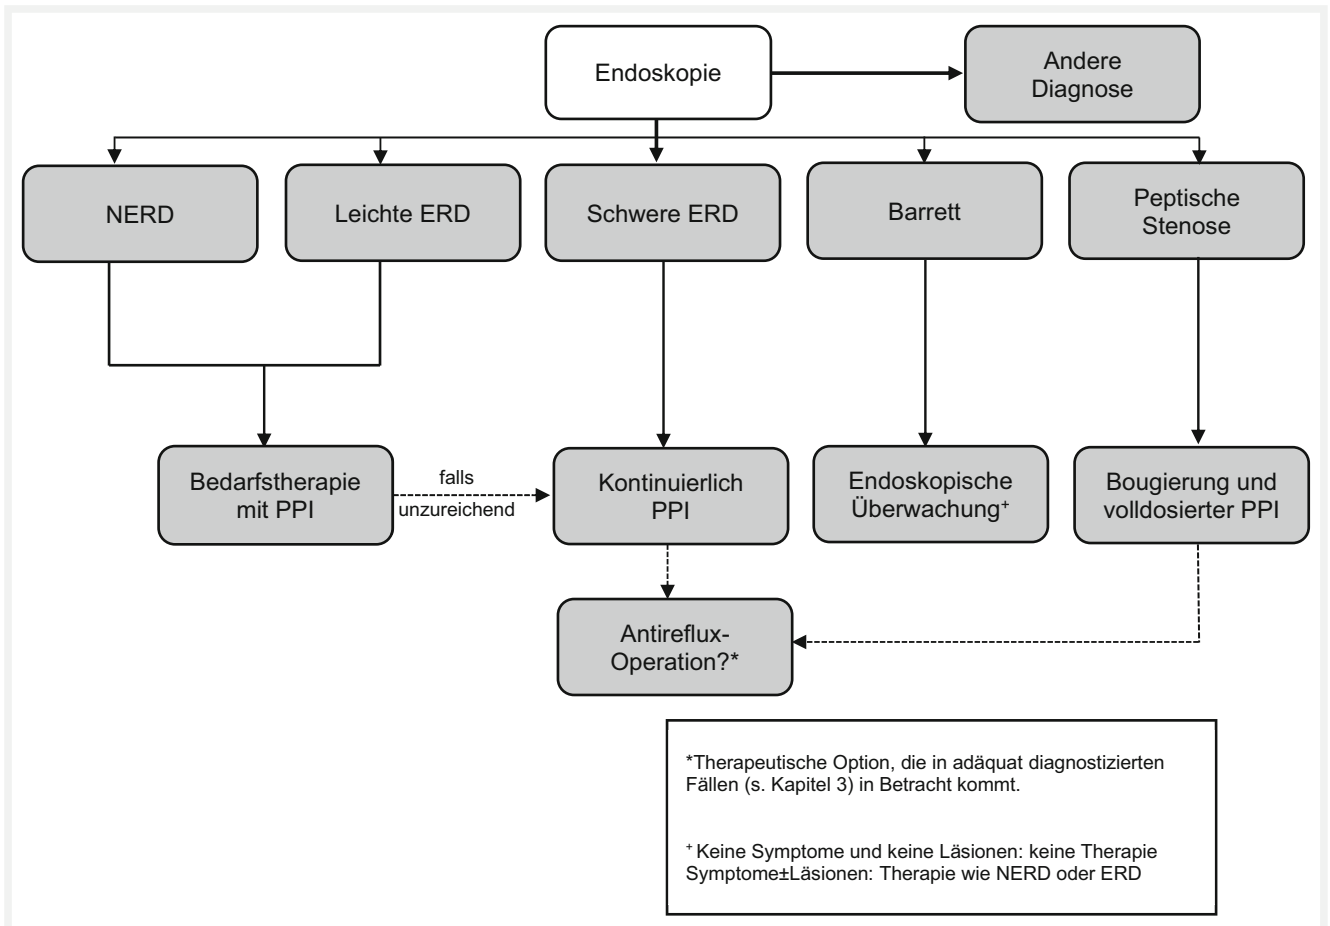 Endoskopie
Andere
Diagnose
NERD
Leichte ERD
Schwere ERD
Barrett
Peptische
Stenose
Bedarfstherapie
mit PPI
falls
unzureichend
Kontinuierlich
PPI
Endoskopische
Überwachung⁺
Bougierung und
volldosierter PPI
Antireflux-
Operation?*
*Therapeutische Option, die in adäquat diagnostizierten
Fällen (s. Kapitel 3) in Betracht kommt.
⁺ Keine Symptome und keine Läsionen: keine Therapie
Symptome±Läsionen: Therapie wie NERD oder ERD